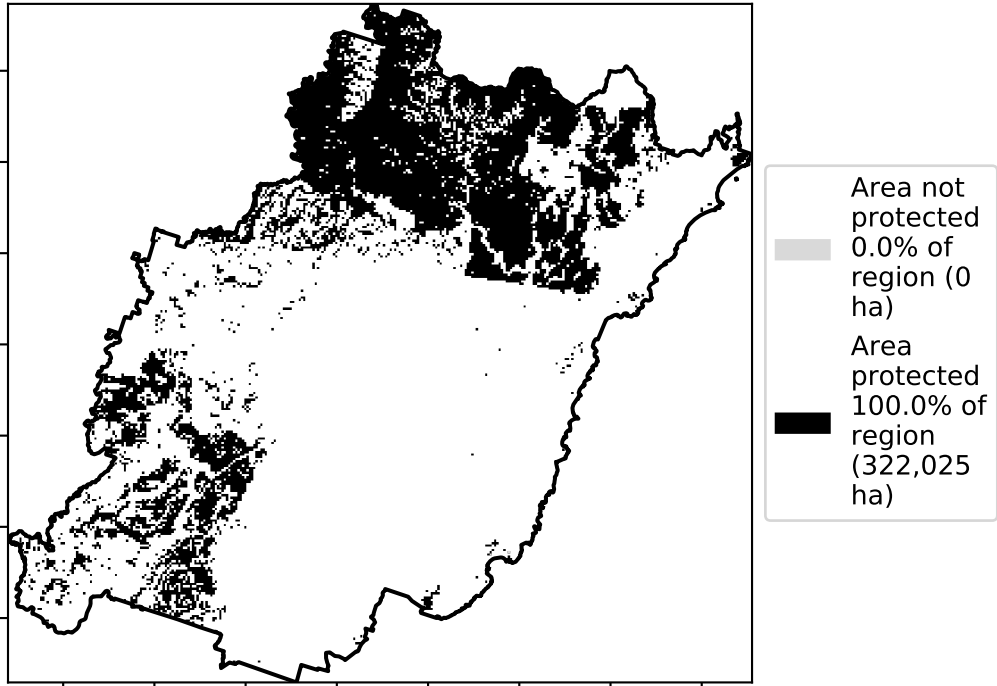 Area not
protected
0.0% of
region (0
ha)
Area
protected
100.0% of
region
(322,025
ha)